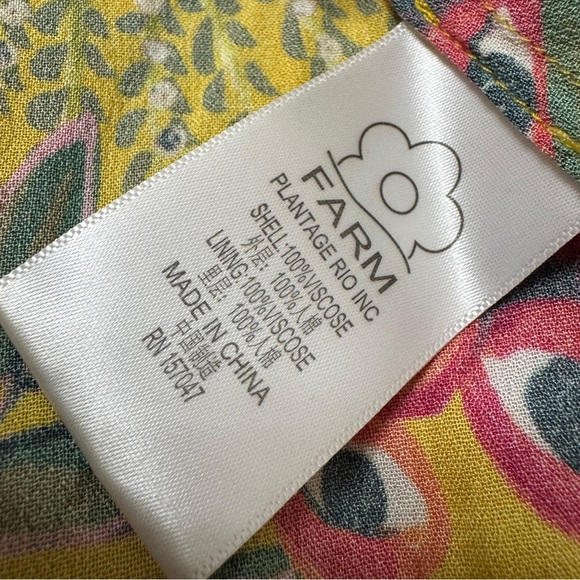 FARM
PLANTAGE RIO INC
SHELL:100%VISCOSE
外层: 100%人棉
LINING:100%VISCOSE
里层: 100%人棉
MADE IN CHINA
中国制造
RN 157047